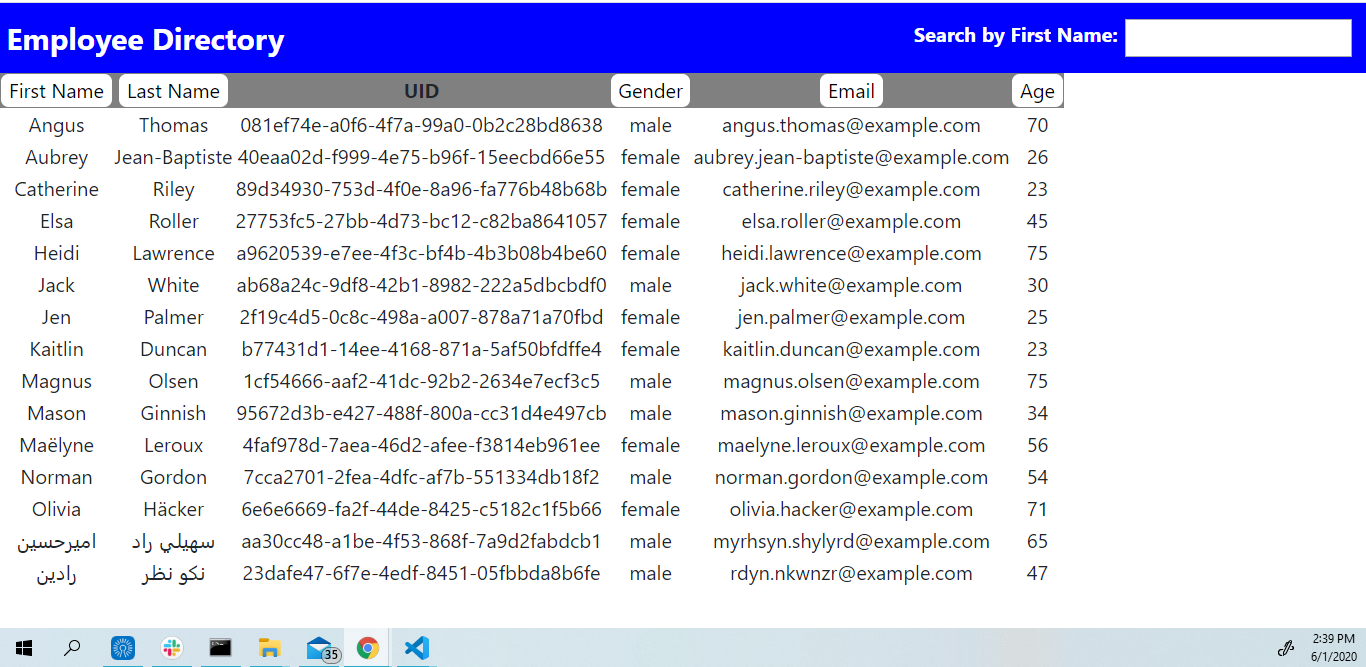 Employee Directory Search by First Name:
First Name Last Name UID Gender Email Age
Angus Thomas 081ef74e-a0f6-4f7a-99a0-0b2c28bd8638 male angus.thomas@example.com 70
Aubrey Jean-Baptiste 40eaa02d-f999-4e75-b96f-15eecbd66e55 female aubrey.jean-baptiste@example.com 26
Catherine Riley 89d34930-753d-4f0e-8a96-fa776b48b68b female catherine.riley@example.com 23
Elsa Roller 27753fc5-27bb-4d73-bc12-c82ba8641057 female elsa.roller@example.com 45
Heidi Lawrence a9620539-e7ee-4f3c-bf4b-4b3b08b4be60 female heidi.lawrence@example.com 75
Jack White ab68a24c-9df8-42b1-8982-222a5dbcbdf0 male jack.white@example.com 30
Jen Palmer 2f19c4d5-0c8c-498a-a007-878a71a70fbd female jen.palmer@example.com 25
Kaitlin Duncan b77431d1-14ee-4168-871a-5af50bfdffe4 female kaitlin.duncan@example.com 23
Magnus Olsen 1cf54666-aaf2-41dc-92b2-2634e7ecf3c5 male magnus.olsen@example.com 75
Mason Ginnish 95672d3b-e427-488f-800a-cc31d4e497cb male mason.ginnish@example.com 34
Maëlyne Leroux 4faf978d-7aea-46d2-afee-f3814eb961ee female maelyne.leroux@example.com 56
Norman Gordon 7cca2701-2fea-4dfc-af7b-551334db18f2 male norman.gordon@example.com 54
Olivia Häcker 6e6e6669-fa2f-44de-8425-c5182c1f5b66 female olivia.hacker@example.com 71
امیرحسین سهيلي راد aa30cc48-a1be-4f53-868f-7a9d2fabdcb1 male myrhsyn.shylyrd@example.com 65
رادین نكو نظر 23dafe47-6f7e-4edf-8451-05fbbda8b6fe male rdyn.nkwnzr@example.com 47
35 2:39 PM
6/1/2020